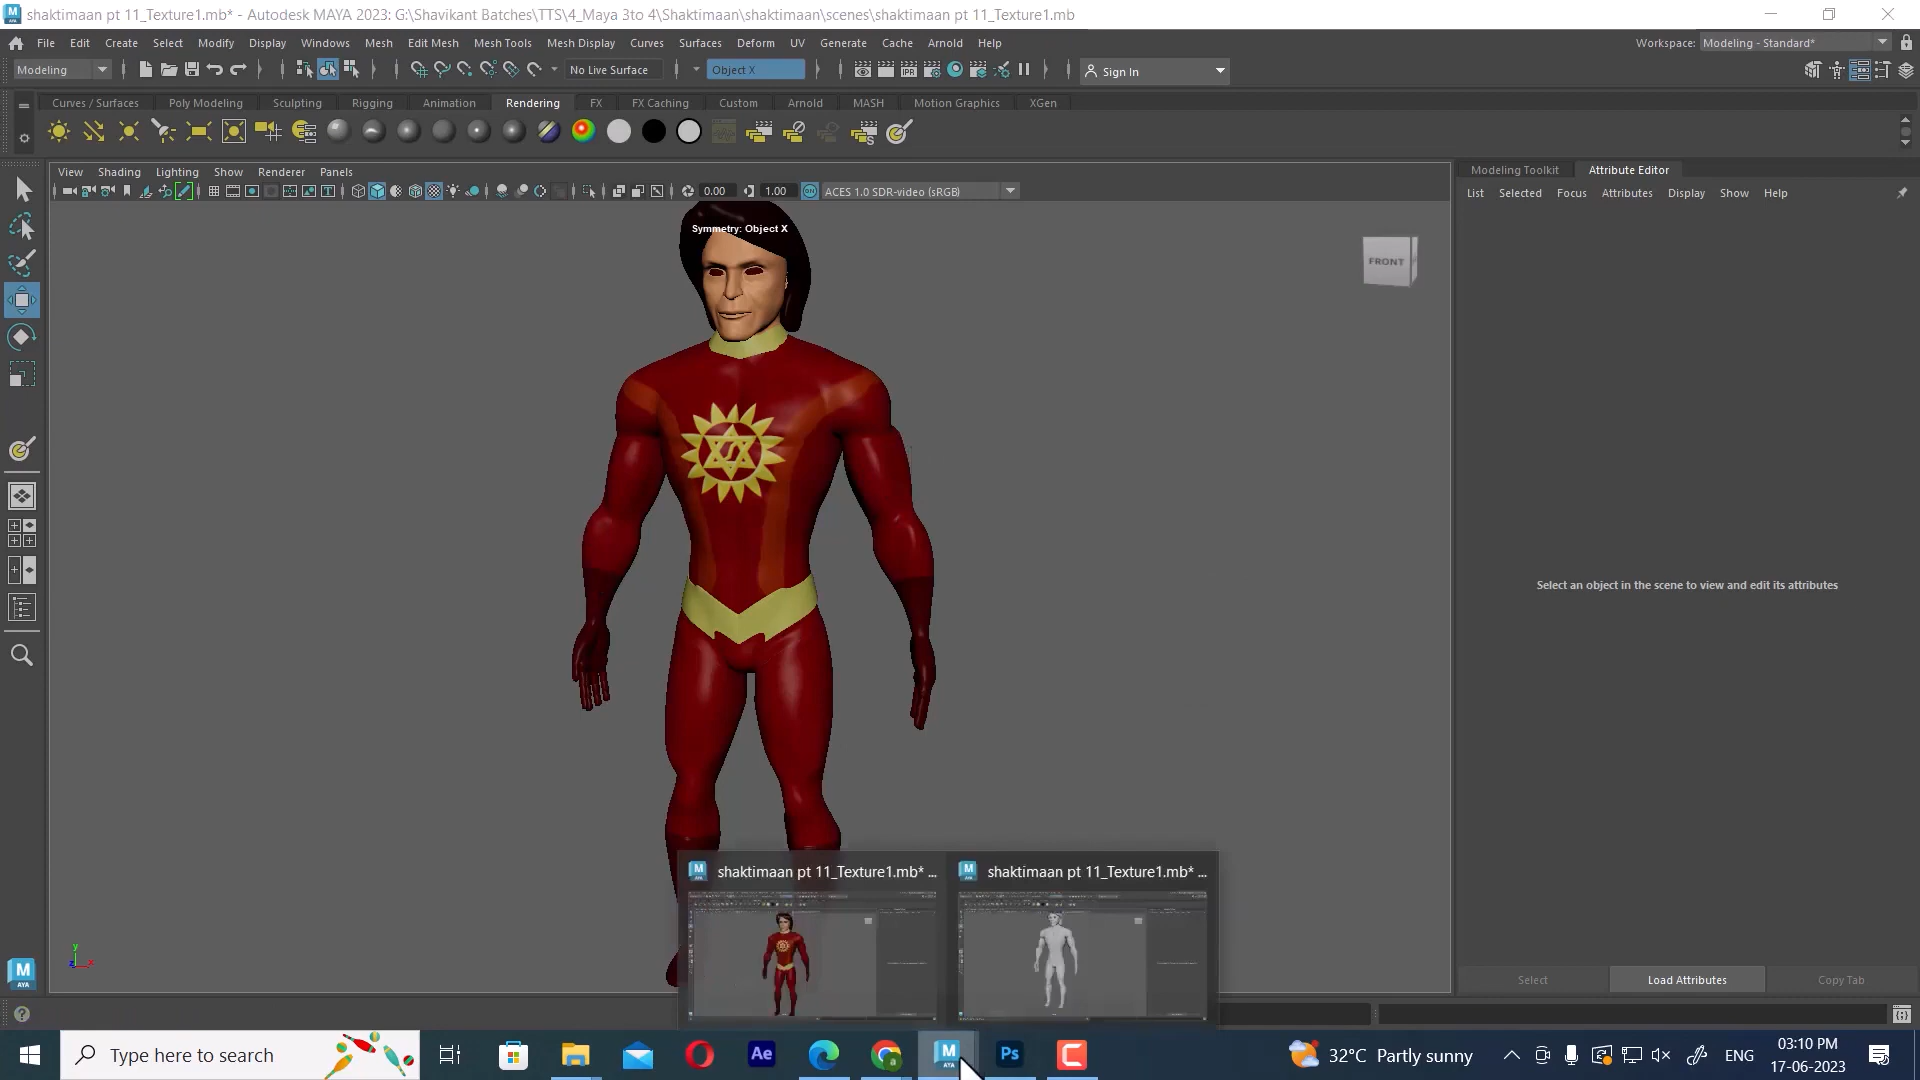 shaktimaan pt 11_Texture1.mb* - Autodesk MAYA 2023: G:\Shavikant Batches\TTS\4_Maya 3to 4\Shaktimaan\shaktimaan\scenes\shaktimaan pt 11_Texture1.mb
File Edit Create Select Modify Display Windows Mesh Edit Mesh Mesh Tools Mesh Display Curves Surfaces Deform UV Generate Cache Arnold Help Workspace: Modeling - Standard*
Modeling No Live Surface Object X Sign In
Curves / Surfaces Poly Modeling Sculpting Rigging Animation Rendering FX FX Caching Custom Arnold MASH Motion Graphics XGen
View Shading Lighting Show Renderer Panels
0.00 1.00 ACES 1.0 SDR-video (sRGB)
Modeling Toolkit Attribute Editor
List Selected Focus Attributes Display Show Help
Symmetry: Object X
FRONT
Select an object in the scene to view and edit its attributes
shaktimaan pt 11_Texture1.mb* ... shaktimaan pt 11_Texture1.mb* ...
y
z x
Select Load Attributes Copy Tab
M
AYA
Type here to search Ae M AYA Ps 32°C Partly sunny ENG 03:10 PM
17-06-2023